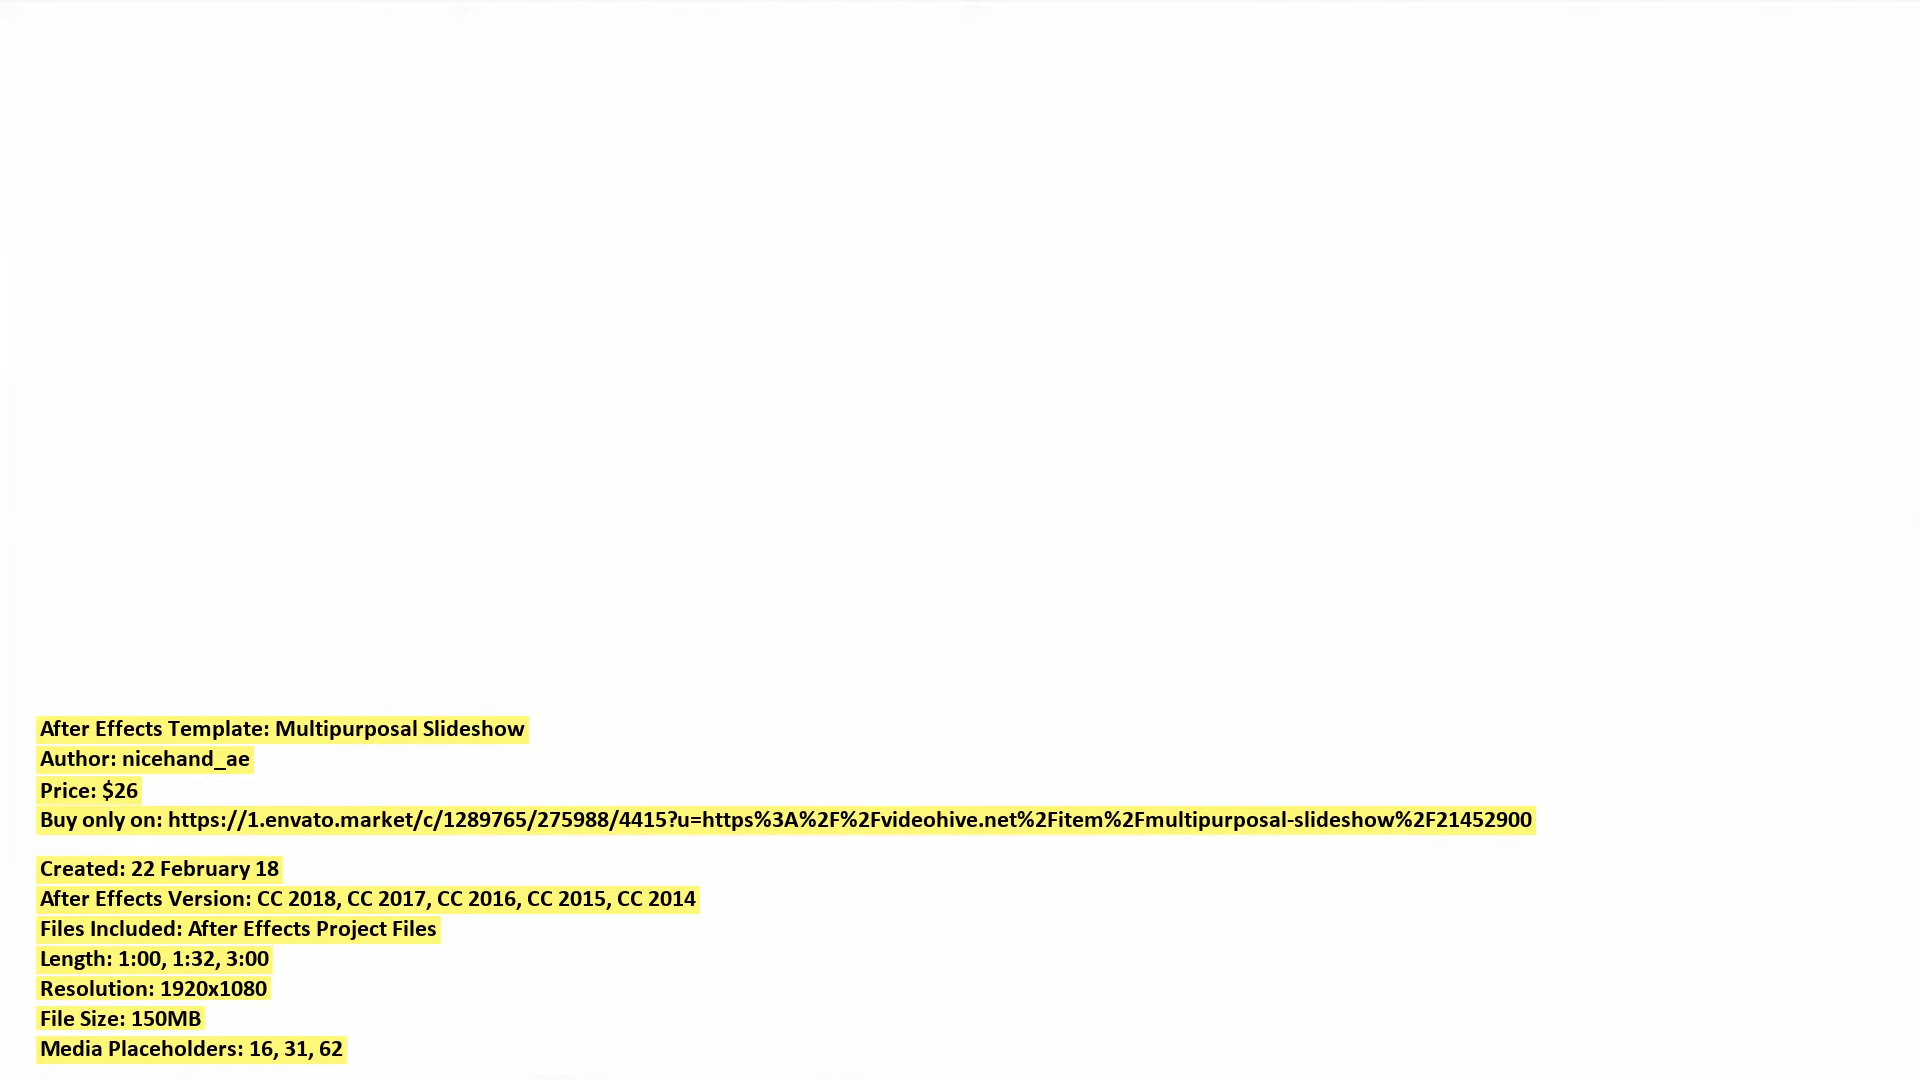 After Effects Template: Multipurposal Slideshow
Author: nicehand_ae
Price: $26
Buy only on: https://1.envato.market/c/1289765/275988/4415?u=https%3A%2F%2Fvideohive.net%2Fitem%2Fmultipurposal-slideshow%2F21452900
Created: 22 February 18
After Effects Version: CC 2018, CC 2017, CC 2016, CC 2015, CC 2014
Files Included: After Effects Project Files
Length: 1:00, 1:32, 3:00
Resolution: 1920x1080
File Size: 150MB
Media Placeholders: 16, 31, 62